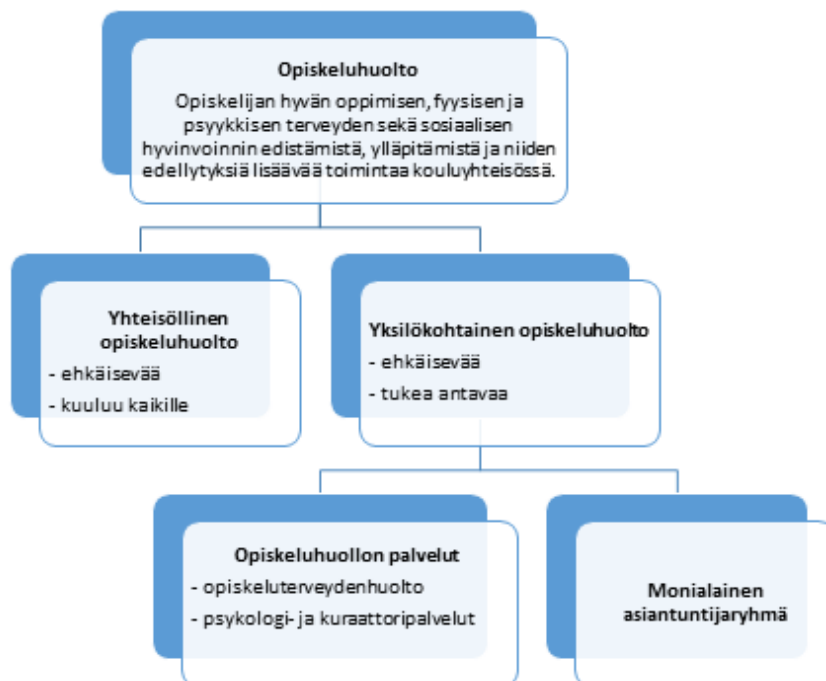 Opiskeluhuolto
Opiskelijan hyvän oppimisen, fyysisen ja
psyykkisen terveyden sekä sosiaalisen
hyvinvoinnin edistämistä, ylläpitämistä ja niiden
edellytyksiä lisäävää toimintaa kouluyhteisössä.
Yhteisöllinen
opiskeluhuolto
- ehkäisevää
- kuuluu kaikille
Yksilökohtainen opiskeluhuolto
- ehkäisevää
- tukea antavaa
Opiskeluhuollon palvelut
- opiskeluterveydenhuolto
- psykologi- ja kuraattoripalvelut
Monialainen
asiantuntijaryhmä